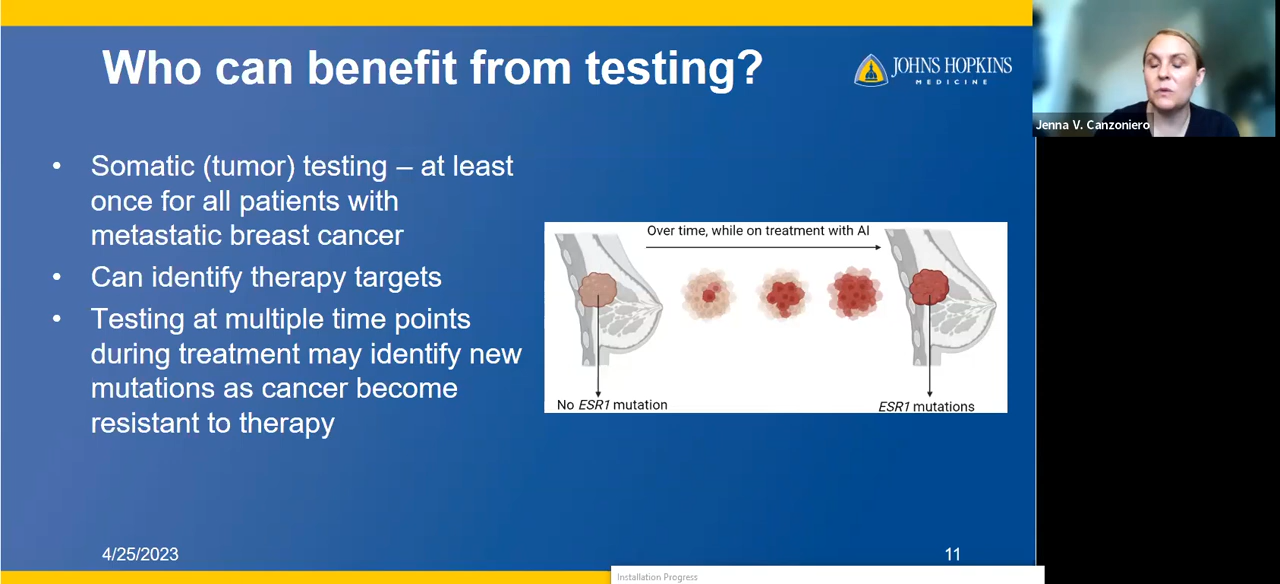 Who can benefit from testing?
JOHNS HOPKINS
MEDICINE
Jenna V. Canzoniero
• Somatic (tumor) testing – at least
once for all patients with
metastatic breast cancer
• Can identify therapy targets
• Testing at multiple time points
during treatment may identify new
mutations as cancer become
resistant to therapy
Over time, while on treatment with AI
No ESR1 mutation
ESR1 mutations
4/25/2023
11
Installation Progress